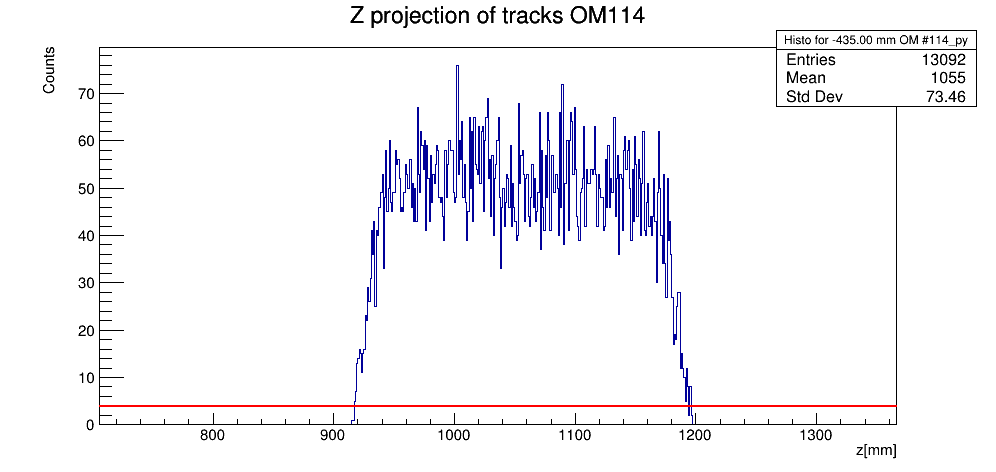 Z projection of tracks OM114
Histo for -435.00 mm OM #114_py
Entries 13092
Mean 1055
Std Dev 73.46
Counts
70
60
50
40
30
20
10
0
800 900 1000 1100 1200 1300
z[mm]